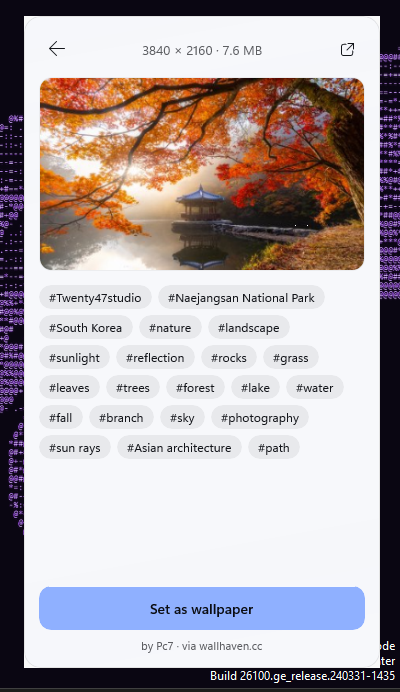 3840 × 2160 · 7.6 MB
#Twenty47studio #Naejangsan National Park
#South Korea #nature #landscape
#sunlight #reflection #rocks #grass
#leaves #trees #forest #lake #water
#fall #branch #sky #photography
#sun rays #Asian architecture #path
Set as wallpaper
by Pc7 · via wallhaven.cc
Build 26100.ge_release.240331-1435